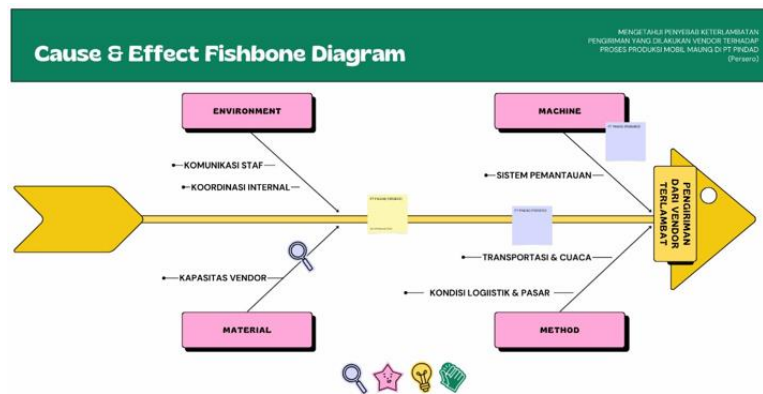 Cause & Effect Fishbone Diagram
MENGETAHUI PENYEBAB KETERLAMBATAN
PENGIRIMAN YANG DILAKUKAN VENDOR TERHADAP
PROSES PRODUKSI MOBIL MAUNG DI PT PINDAD
(Persero)
ENVIRONMENT
MACHINE
KOMUNIKASI STAF
KOORDINASI INTERNAL
SISTEM PEMANTAUAN
PENGIRIMAN
DARI VENDOR
TERLAMBAT
KAPASITAS VENDOR
TRANSPORTASI & CUACA
KONDISI LOGIISTIK & PASAR
MATERIAL
METHOD